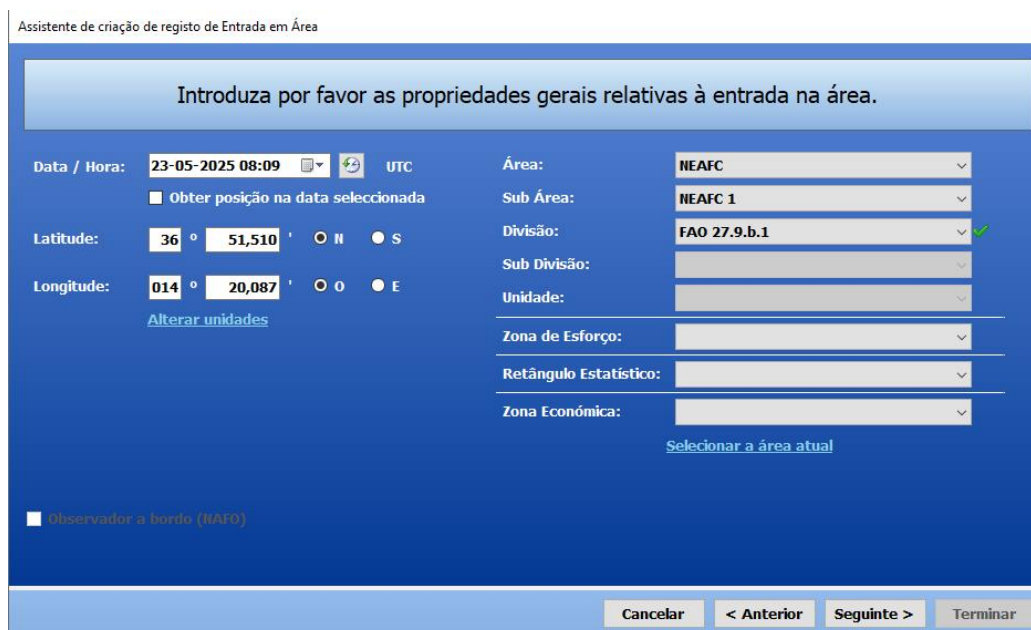 Assistente de criação de registo de Entrada em Área
Introduza por favor as propriedades gerais relativas à entrada na área.
Data / Hora: 23-05-2025 08:09 UTC
Obter posição na data seleccionada
Latitude: 36 º 51,510 ' N S
Longitude: 014 º 20,087 ' O E
Alterar unidades
Área: NEAFC
Sub Área: NEAFC 1
Divisão: FAO 27.9.b.1
Sub Divisão:
Unidade:
Zona de Esforço:
Retângulo Estatístico:
Zona Económica:
Selecionar a área atual
Observador a bordo (NAFO)
Cancelar < Anterior Seguinte > Terminar